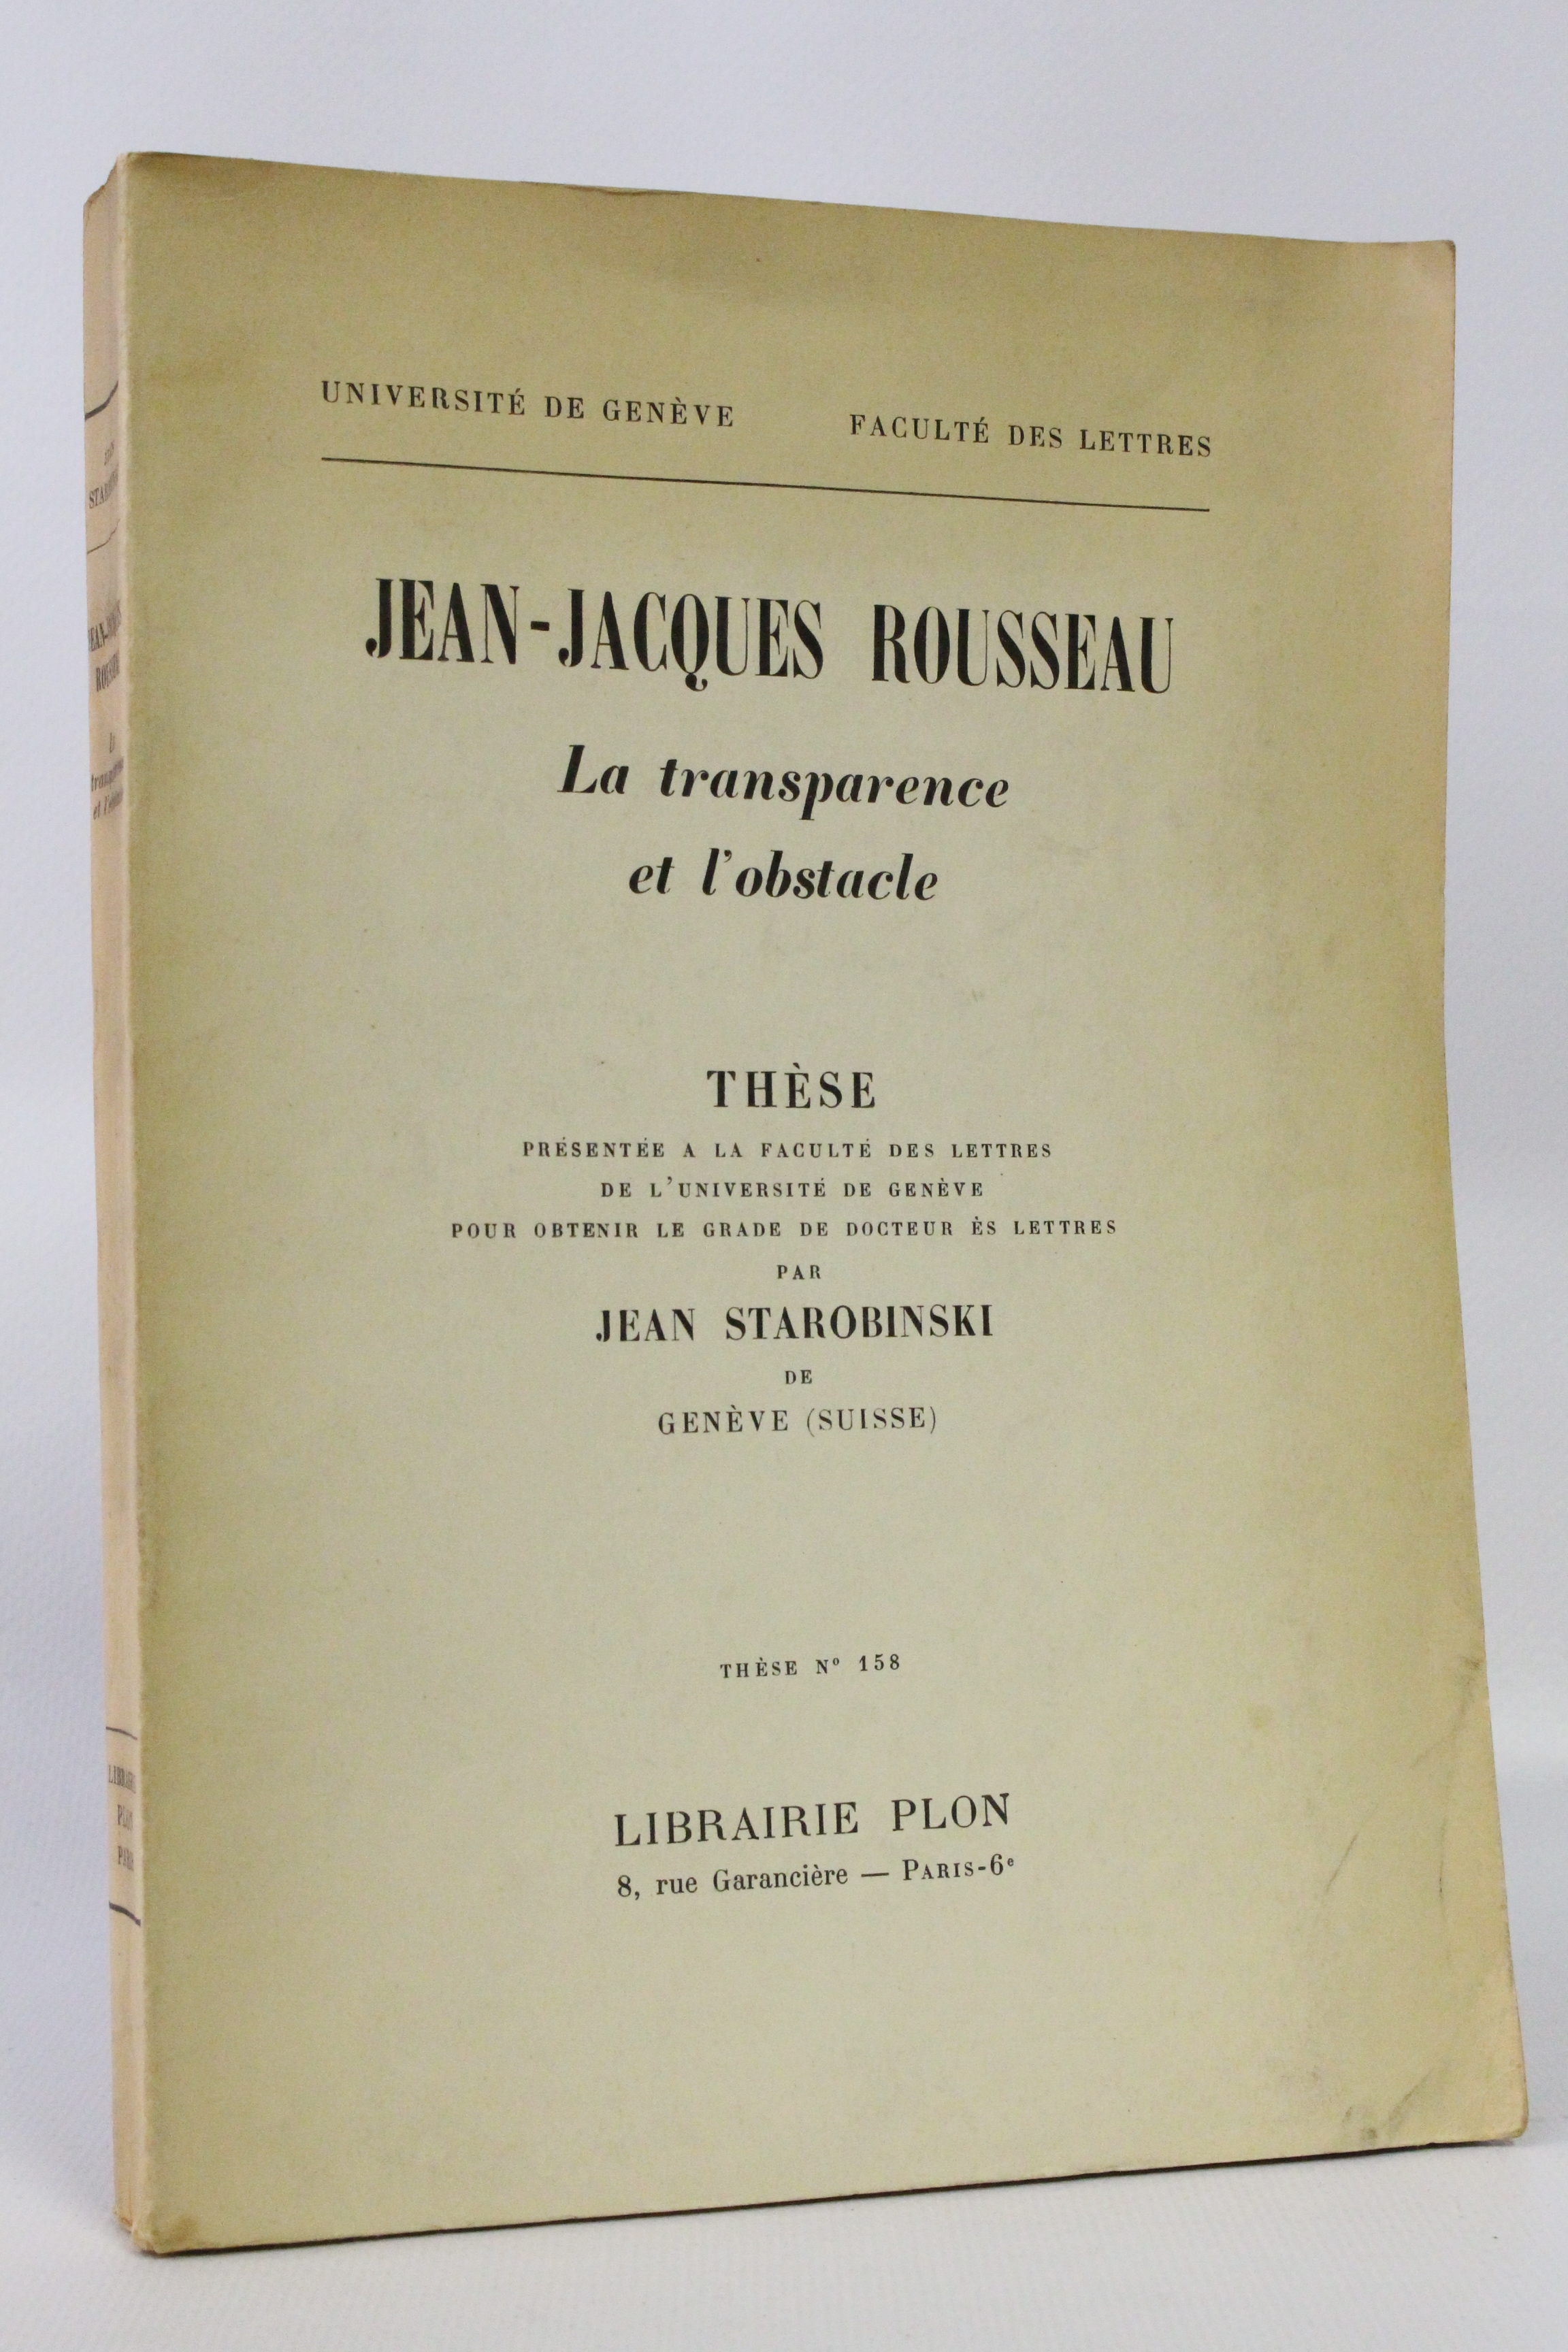 UNIVERSITÉ DE GENÈVE FACULTÉ DES LETTRES
JEAN-JACQUES ROUSSEAU
La transparence
et l'obstacle
THÈSE
PRÉSENTÉE A LA FACULTÉ DES LETTRES
DE L'UNIVERSITÉ DE GENÈVE
POUR OBTENIR LE GRADE DE DOCTEUR ÈS LETTRES
PAR
JEAN STAROBINSKI
DE
GENÈVE (SUISSE)
THÈSE Nº 158
LIBRAIRIE PLON
8, rue Garancière — PARIS-6ᵉ